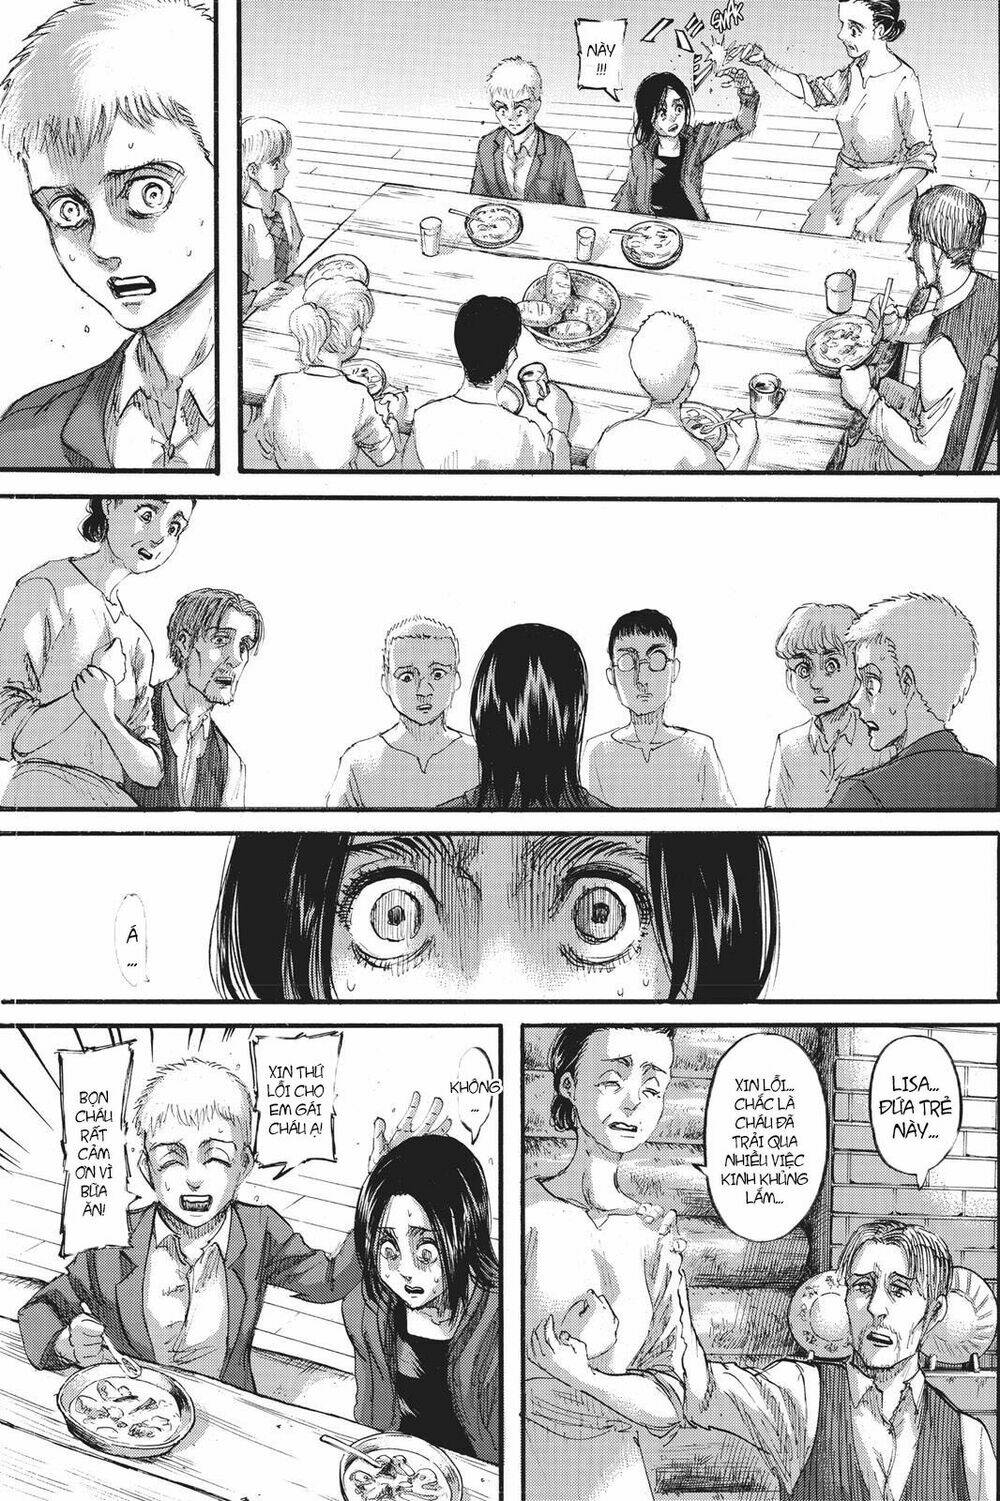 SMAK
NÀY
!!!
Á
...
LISA...
ĐỨA TRẺ
NÀY...
XIN LỖI...
CHẮC LÀ
CHÁU ĐÃ
TRẢI QUA
NHIỀU VIỆC
KINH KHỦNG
LẮM...
KHÔNG
...
XIN THỨ
LỖI CHO
EM GÁI
CHÁU Ạ!
BỌN
CHÁU
RẤT
CẢM
ƠN VÌ
BỮA
ĂN!